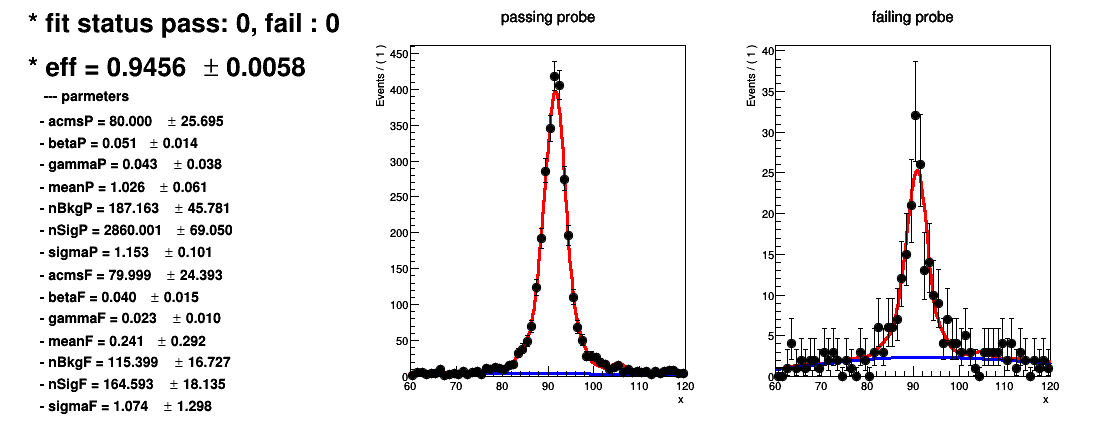 * fit status pass: 0, fail : 0
* eff = 0.9456 ± 0.0058
--- parmeters
- acmsP = 80.000 ± 25.695
- betaP = 0.051 ± 0.014
- gammaP = 0.043 ± 0.038
- meanP = 1.026 ± 0.061
- nBkgP = 187.163 ± 45.781
- nSigP = 2860.001 ± 69.050
- sigmaP = 1.153 ± 0.101
- acmsF = 79.999 ± 24.393
- betaF = 0.040 ± 0.015
- gammaF = 0.023 ± 0.010
- meanF = 0.241 ± 0.292
- nBkgF = 115.399 ± 16.727
- nSigF = 164.593 ± 18.135
- sigmaF = 1.074 ± 1.298
passing probe
Events / ( 1 )
450
400
350
300
250
200
150
100
50
0
60 70 80 90 100 110 120
x
failing probe
Events / ( 1 )
40
35
30
25
20
15
10
5
0
60 70 80 90 100 110 120
x